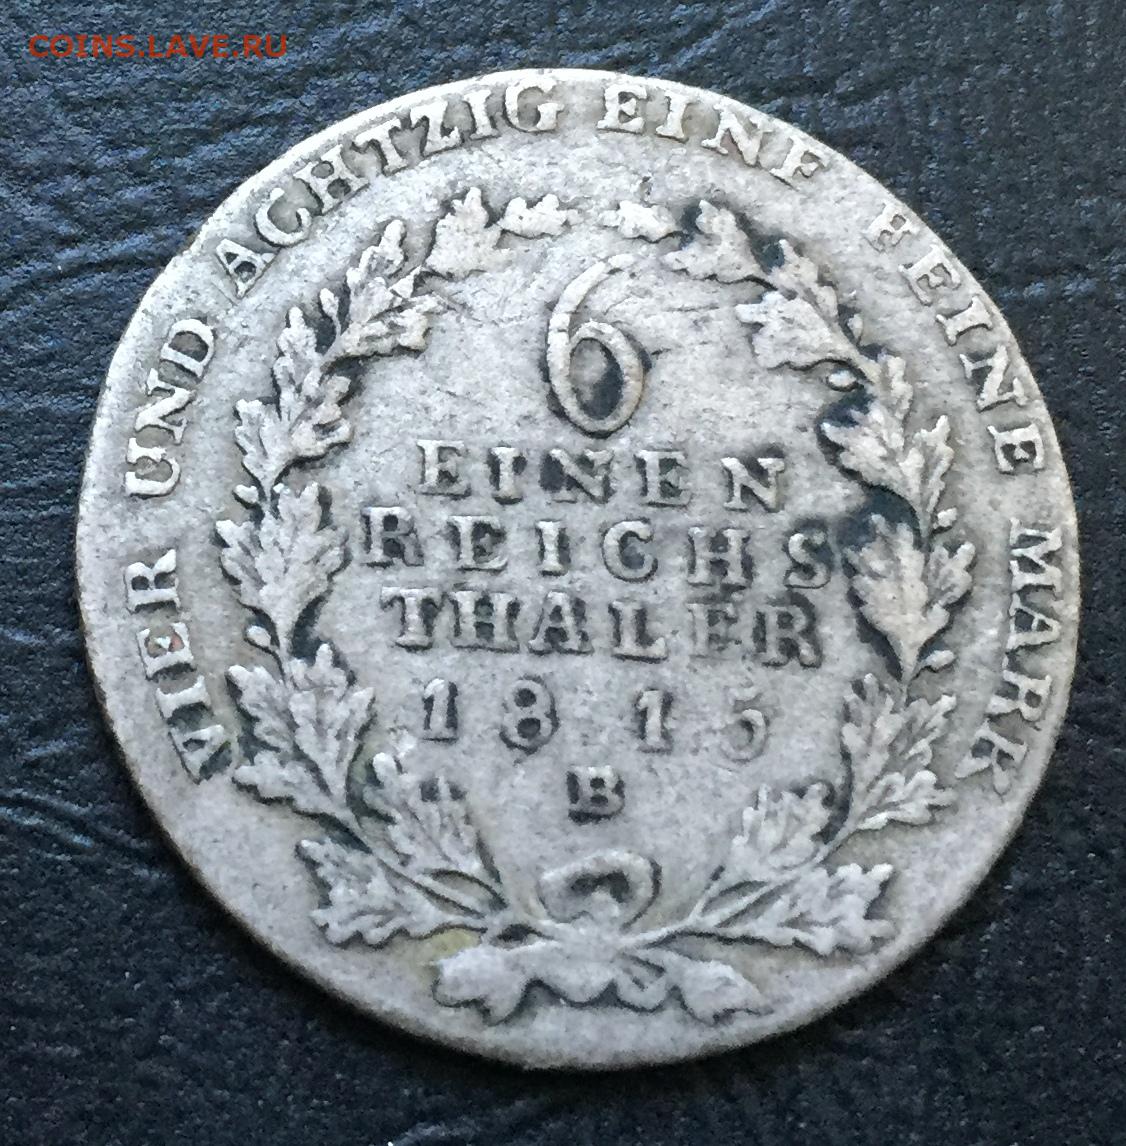 COINS.LAVE.RU
VIER UND ACHTZIG EINE FEINE MARK
6
EINEN
REICHS
THALER
1815
B